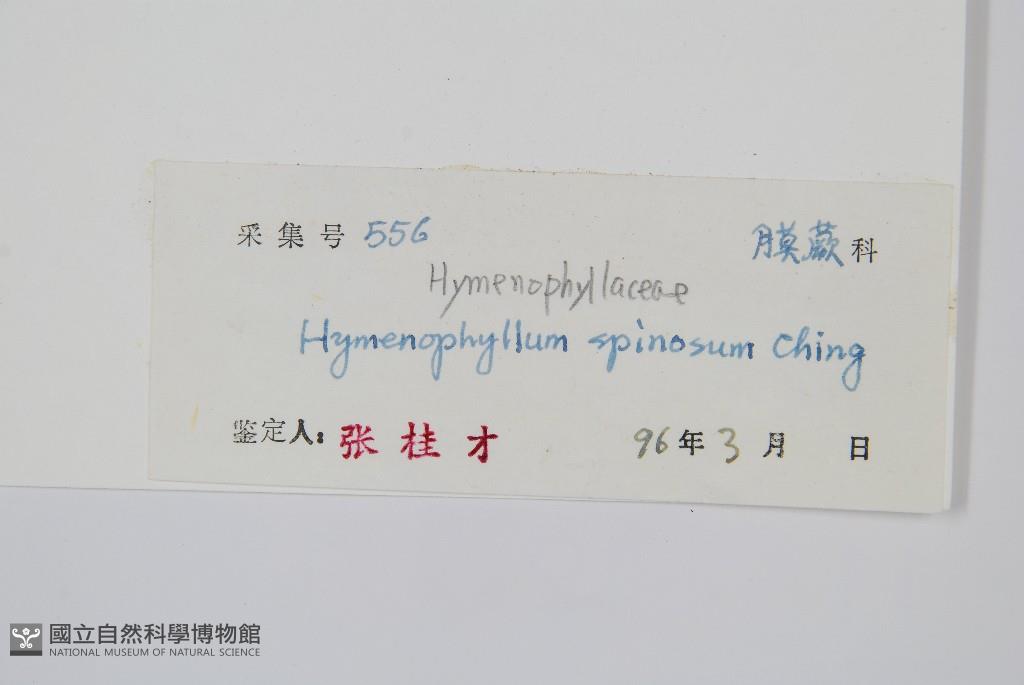 采集号 556 膜蕨科
Hymenophyllaceae
Hymenophyllum spinosum Ching
鉴定人: 张桂才 96年3月 日
國立自然科學博物館
NATIONAL MUSEUM OF NATURAL SCIENCE